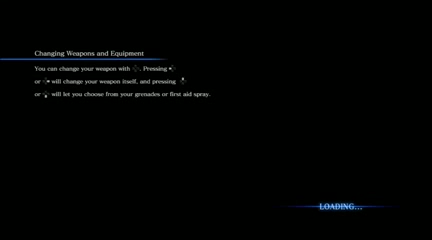 Changing Weapons and Equipment
You can change your weapon with . Pressing
or will change your weapon itself, and pressing
or will let you choose from your grenades or first aid spray.
LOADING...